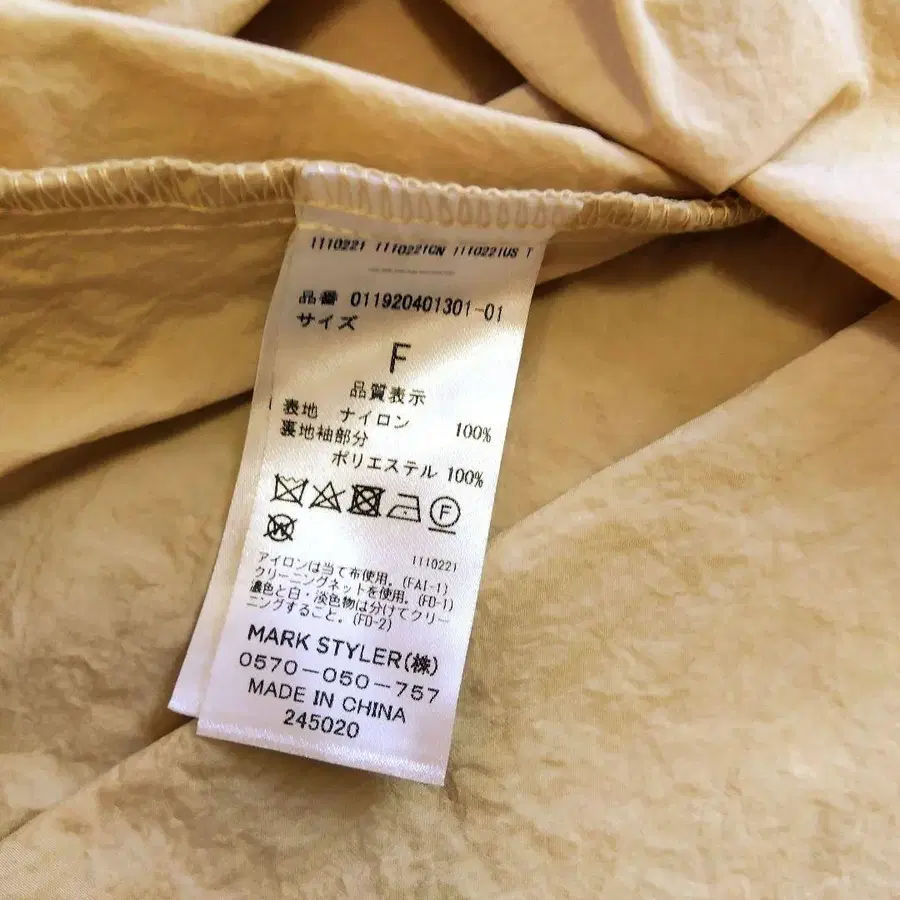 1110221 1110221CN 1110221US T
品番 011920401301-01
サイズ
F
品質表示
表地 ナイロン 100%
裏地袖部分
ポリエステル 100%
F
W
1110221
アイロンは当て布使用。(FAI-1)
クリーニングネットを使用。(FD-1)
濃色と白・淡色物は分けてクリー
ニングすること。(FD-2)
MARK STYLER(株)
0570-050-757
MADE IN CHINA
245020